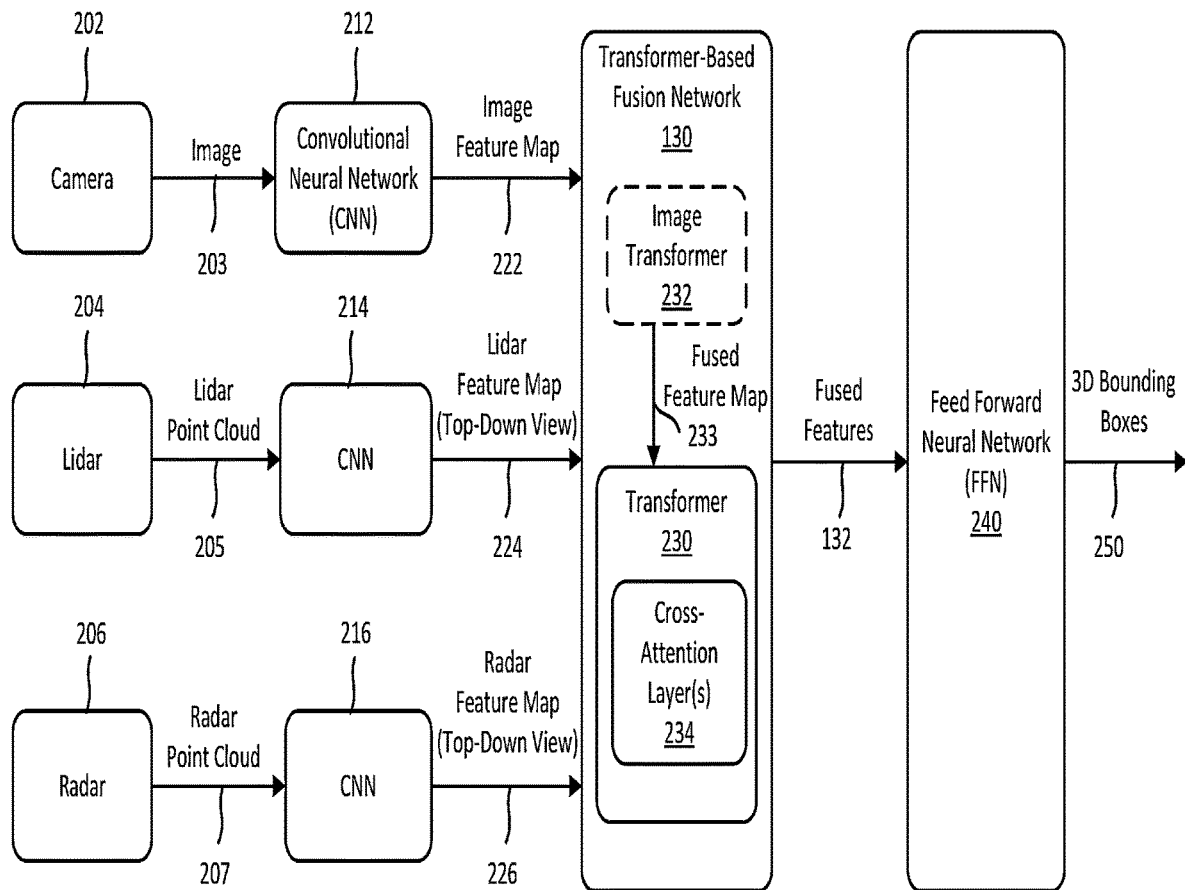 202
212
Camera
Image
203
Convolutional
Neural Network
(CNN)
Image
Feature Map
222
204
214
Lidar
Lidar
Point Cloud
205
CNN
Lidar
Feature Map
(Top-Down View)
224
206
216
Radar
Radar
Point Cloud
207
CNN
Radar
Feature Map
(Top-Down View)
226
Transformer-Based
Fusion Network
130
Image
Transformer
232
Fused
Feature Map
233
Transformer
230
Cross-
Attention
Layer(s)
234
Fused
Features
132
Feed Forward
Neural Network
(FFN)
240
3D Bounding
Boxes
250